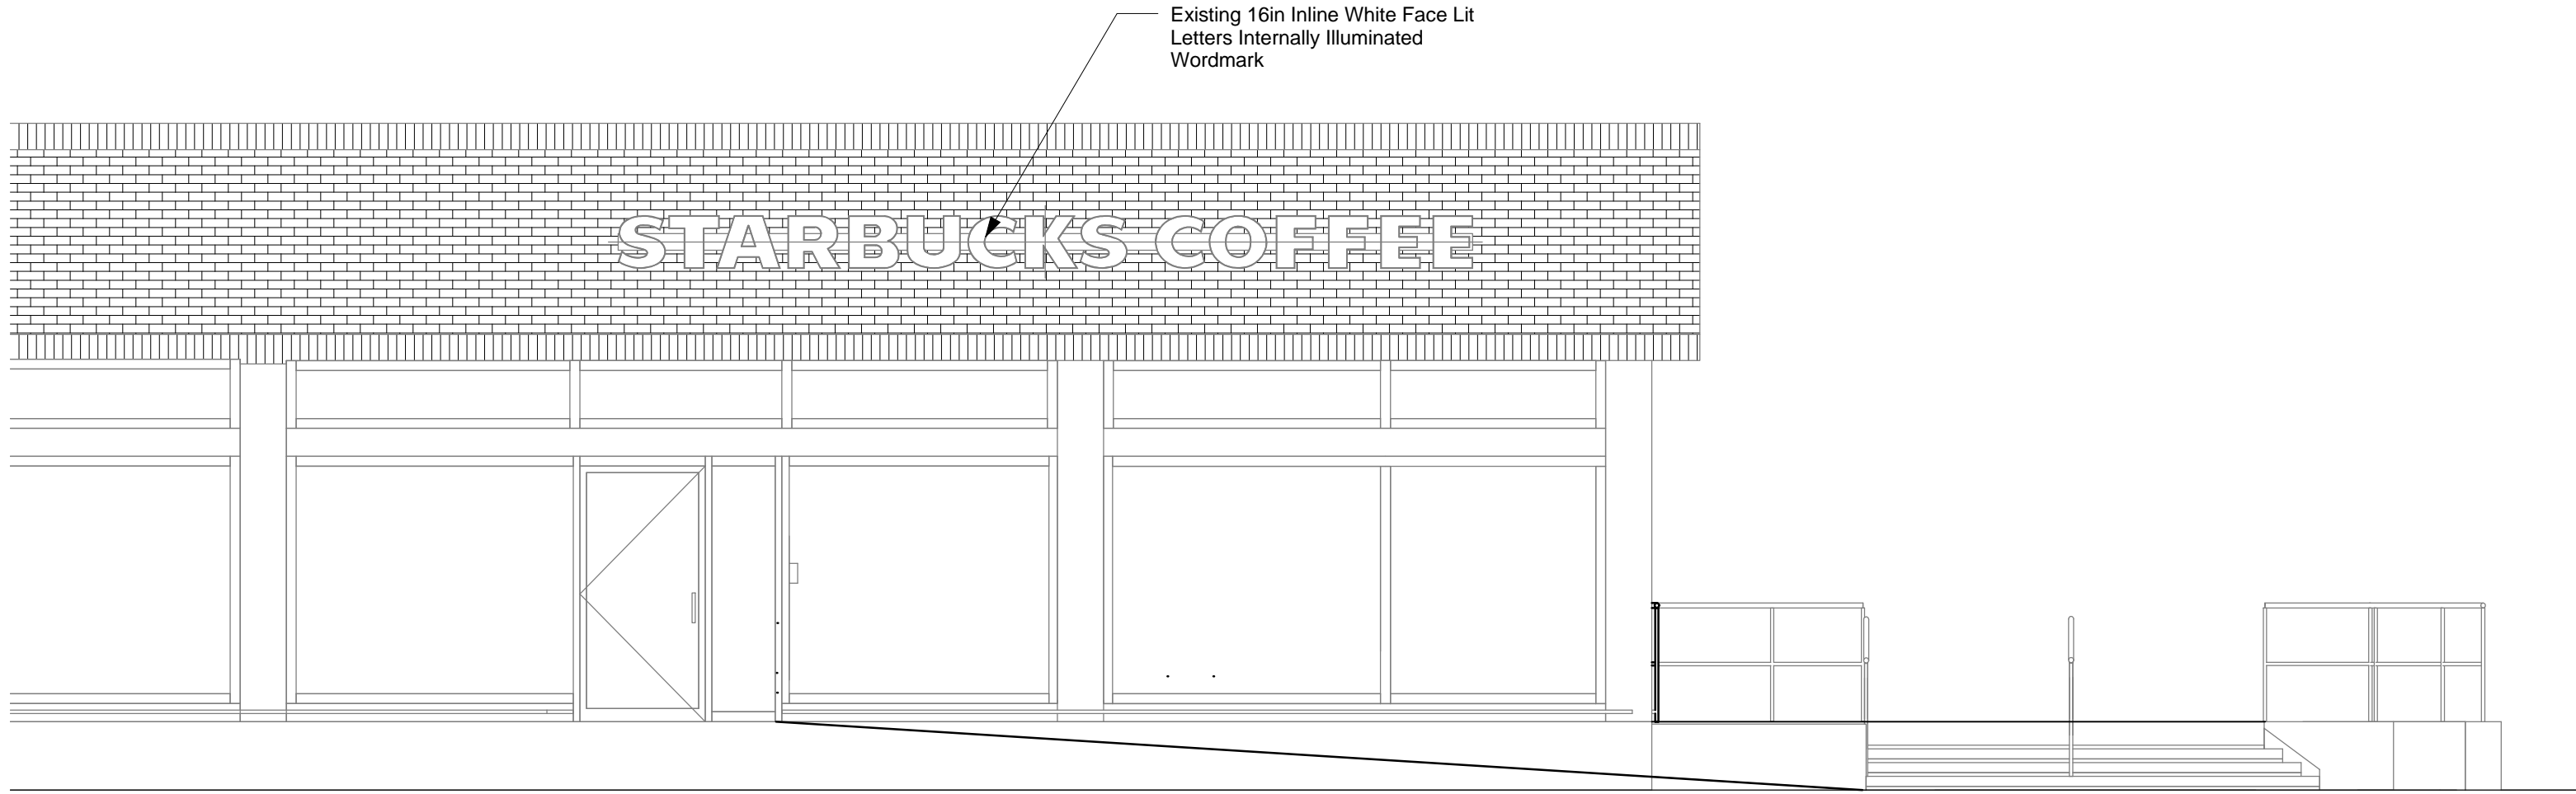 Existing 16in Inline White Face Lit
Letters Internally Illuminated
Wordmark
STARBUCKS COFFEE